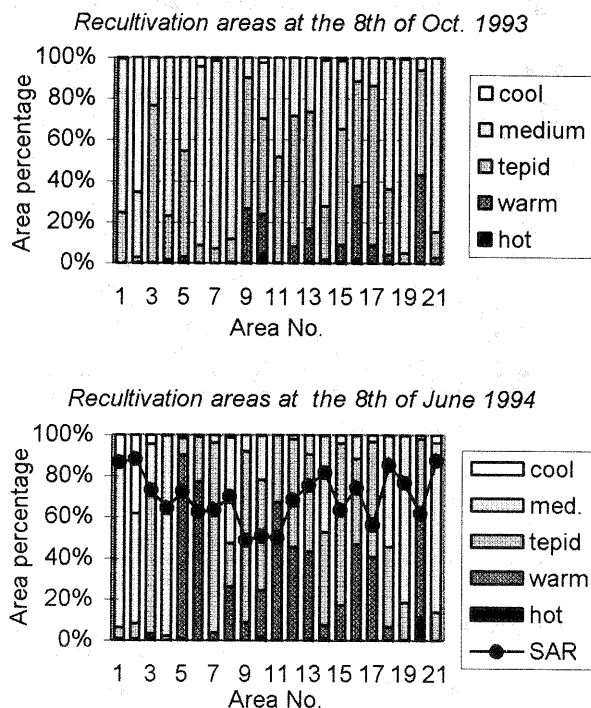 Recultivation areas at the 8th of Oct. 1993
100%
80%
60%
40%
20%
0%
Area percentage
1 3 5 7 9 11 13 15 17 19 21
Area No.
cool
medium
tepid
warm
hot
Recultivation areas at the 8th of June 1994
100%
80%
60%
40%
20%
0%
Area percentage
1 3 5 7 9 11 13 15 17 19 21
Area No.
cool
med.
tepid
warm
hot
SAR